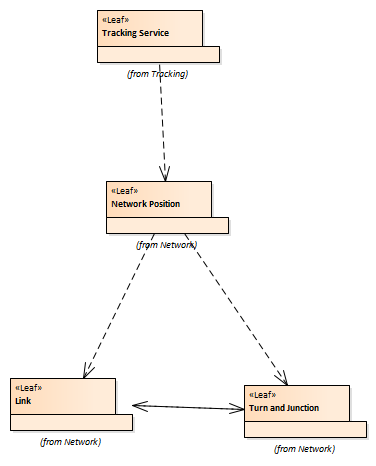 «Leaf»
Tracking Service
(from Tracking)
«Leaf»
Network Position
(from Network)
«Leaf»
Link
(from Network)
«Leaf»
Turn and Junction
(from Network)